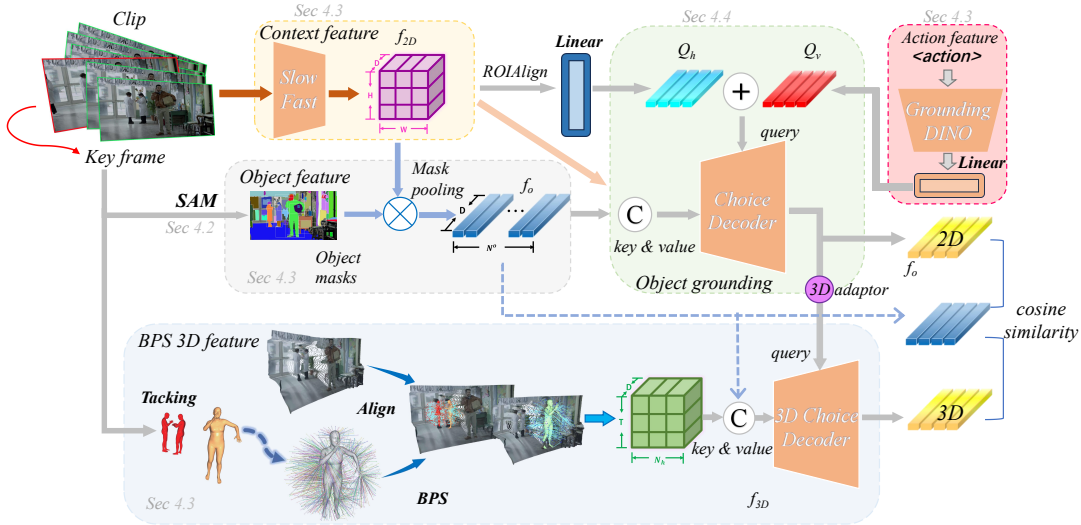 Clip
Key frame
Sec 4.3
Context feature
Slow
Fast
f2D
D
H
W
ROIAlign
Linear
Sec 4.4
Qh
Qv
+
query
Choice
Decoder
C
key & value
Object grounding
Sec 4.3
Action feature
<action>
Grounding
DINO
Linear
SAM
Sec 4.2
Object feature
Mask
pooling
fo
D
...
No
Object
masks
Sec 4.3
2D
fo
3D adaptor
cosine
similarity
3D
BPS 3D feature
Tacking
Align
BPS
Sec 4.3
D
T
Nh
C
key & value
query
3D Choice
Decoder
f3D